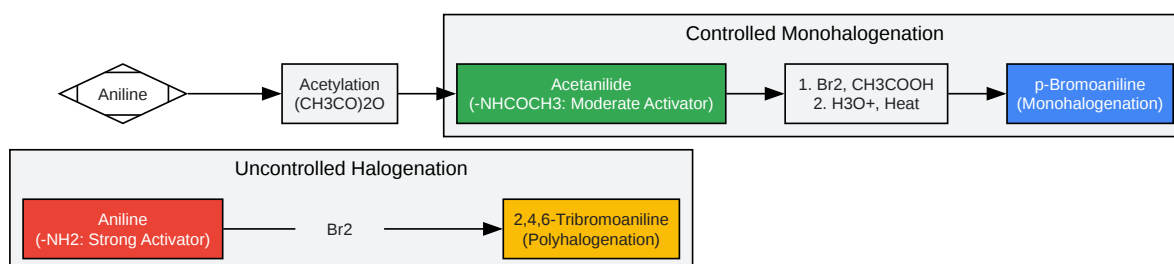 Controlled Monohalogenation
Aniline
Acetylation
(CH3CO)2O
Acetanilide
(-NHCOCH3: Moderate Activator)
1. Br2, CH3COOH
2. H3O+, Heat
p-Bromoaniline
(Monohalogenation)
Uncontrolled Halogenation
Aniline
(-NH2: Strong Activator)
Br2
2,4,6-Tribromoaniline
(Polyhalogenation)